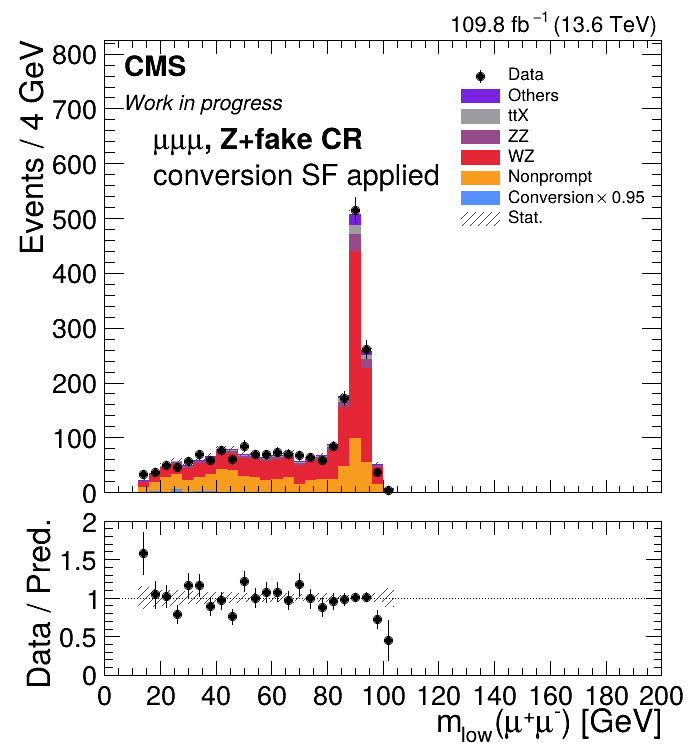 109.8 fb⁻¹ (13.6 TeV)
Events / 4 GeV
800
700
600
500
400
300
200
100
0
CMS
Work in progress
μμμ, Z+fake CR
conversion SF applied
Data
Others
ttX
ZZ
WZ
Nonprompt
Conversion × 0.95
Stat.
Data / Pred.
2
1.5
1
0.5
0
0 20 40 60 80 100 120 140 160 180 200
m_low(μ⁺μ⁻) [GeV]